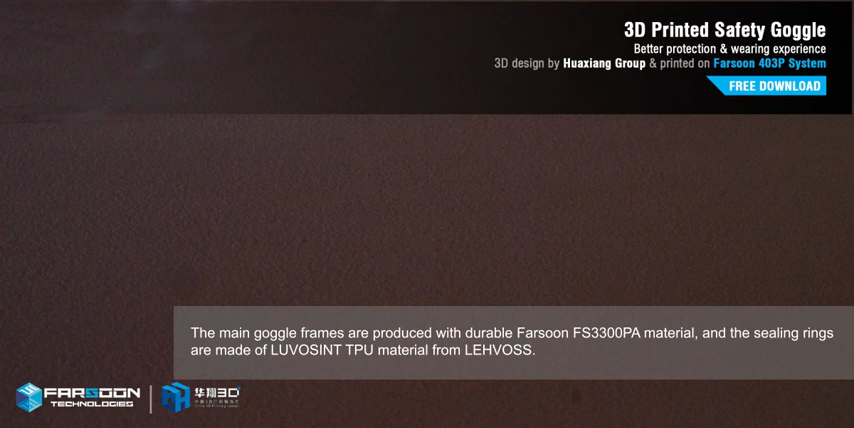 3D Printed Safety Goggle
Better protection & wearing experience
3D design by Huaxiang Group & printed on Farsoon 403P System
FREE DOWNLOAD
The main goggle frames are produced with durable Farsoon FS3300PA material, and the sealing rings
are made of LUVOSINT TPU material from LEHVOSS.
FARSOON
TECHNOLOGIES
华翔3D